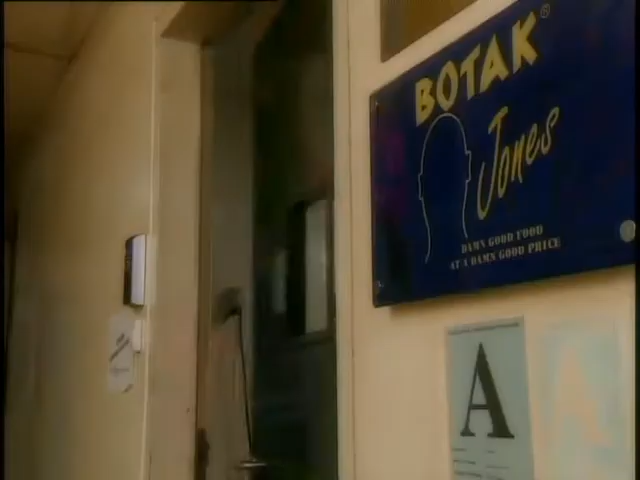 BOTAK®
Jones
DAMN GOOD FOOD
AT A DAMN GOOD PRICE
A